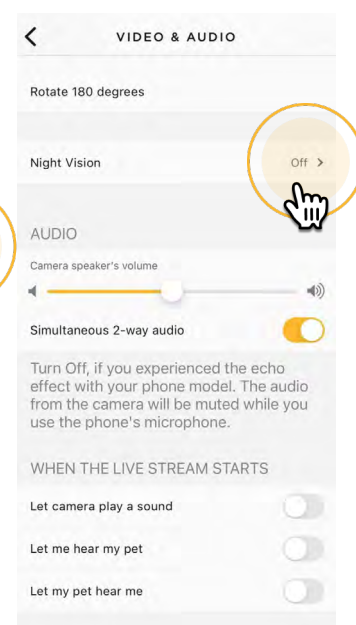 VIDEO & AUDIO
Rotate 180 degrees
Night Vision
Off
AUDIO
Camera speaker's volume
Simultaneous 2-way audio
Turn Off, if you experienced the echo
effect with your phone model. The audio
from the camera will be muted while you
use the phone's microphone.
WHEN THE LIVE STREAM STARTS
Let camera play a sound
Let me hear my pet
Let my pet hear me